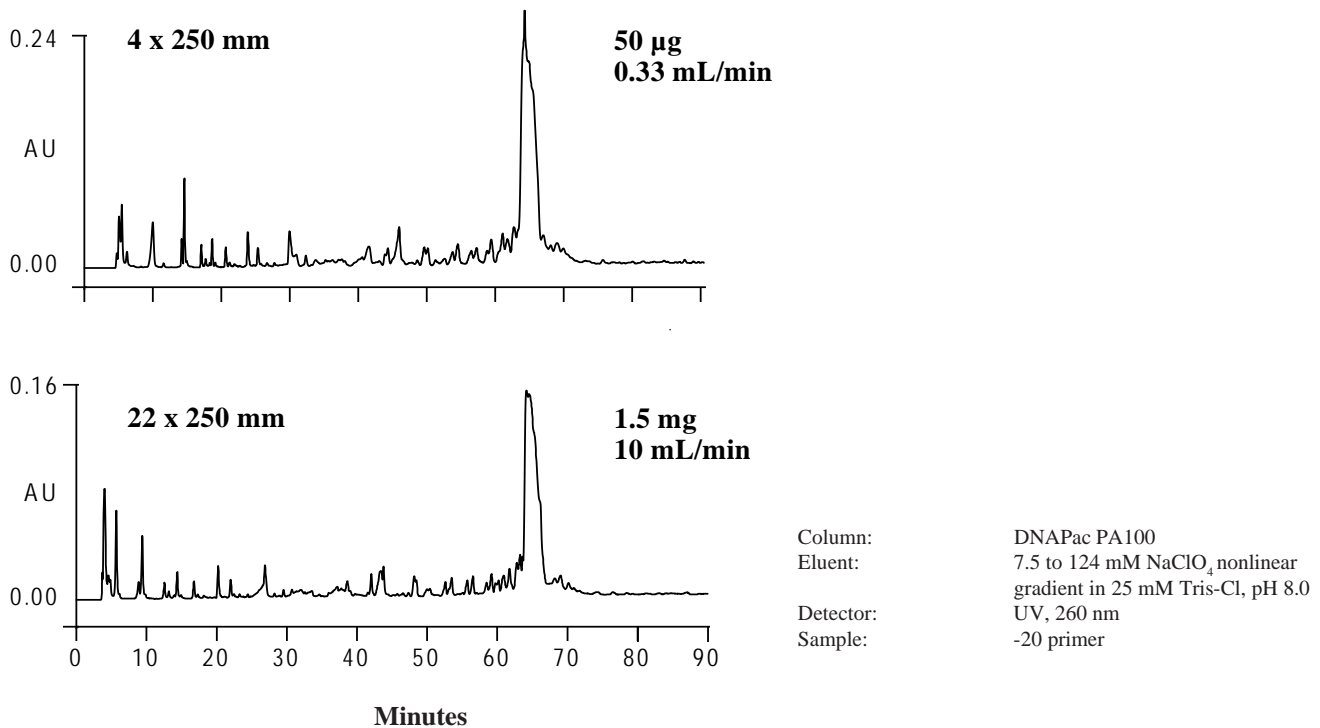 0.24
4 x 250 mm
50 µg
0.33 mL/min
AU
0.00
0.16
22 x 250 mm
1.5 mg
10 mL/min
AU
0.00
0 10 20 30 40 50 60 70 80 90
Minutes
Column: DNAPac PA100
Eluent: 7.5 to 124 mM NaClO₄ nonlinear
gradient in 25 mM Tris-Cl, pH 8.0
Detector: UV, 260 nm
Sample: -20 primer